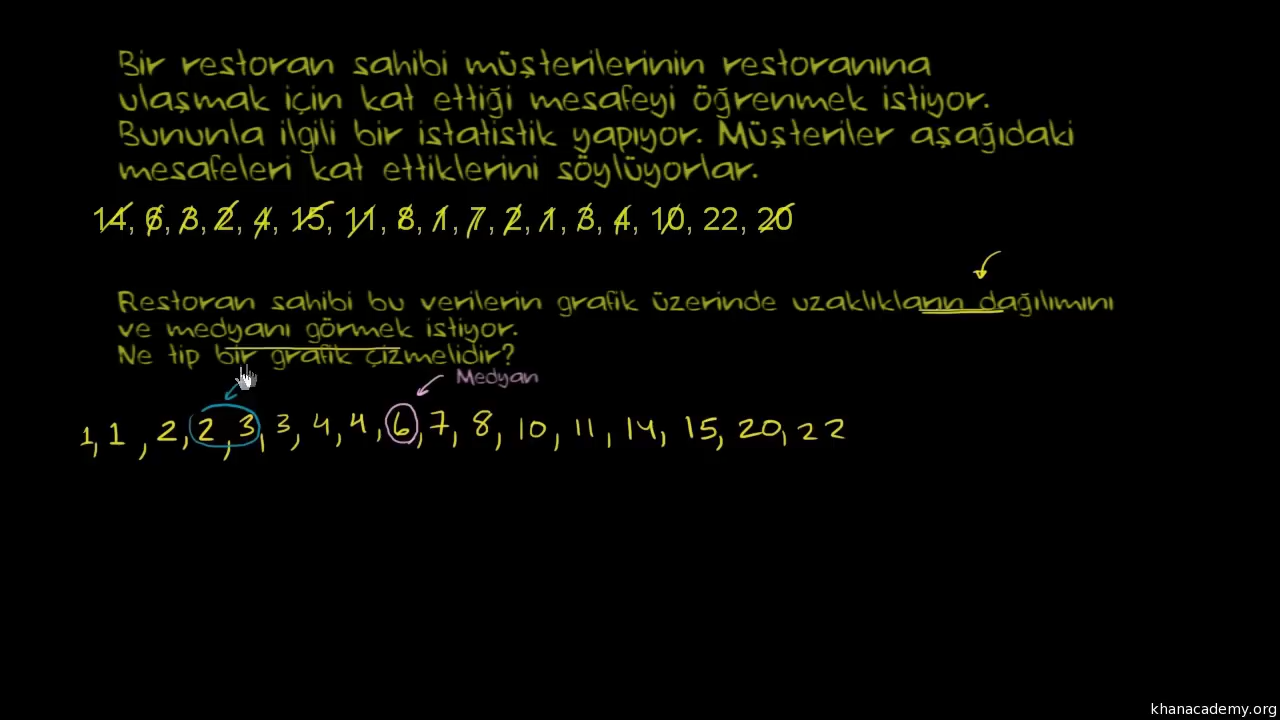 Bir restoran sahibi müşterilerinin restoranına
ulaşmak için kat ettiği mesafeyi öğrenmek istiyor.
Bununla ilgili bir istatistik yapıyor. Müşteriler aşağıdaki
mesafeleri kat ettiklerini söylüyorlar.
14, 6, 3, 2, 4, 15, 11, 8, 1, 7, 2, 1, 3, 4, 10, 22, 20
Restoran sahibi bu verilerin grafik üzerinde uzaklıkların dağılımını
ve medyanı görmek istiyor.
Ne tip bir grafik çizmelidir?
Medyan
1, 1, 2, 2, 3, 3, 4, 4, 6, 7, 8, 10, 11, 14, 15, 20, 22
khanacademy.org